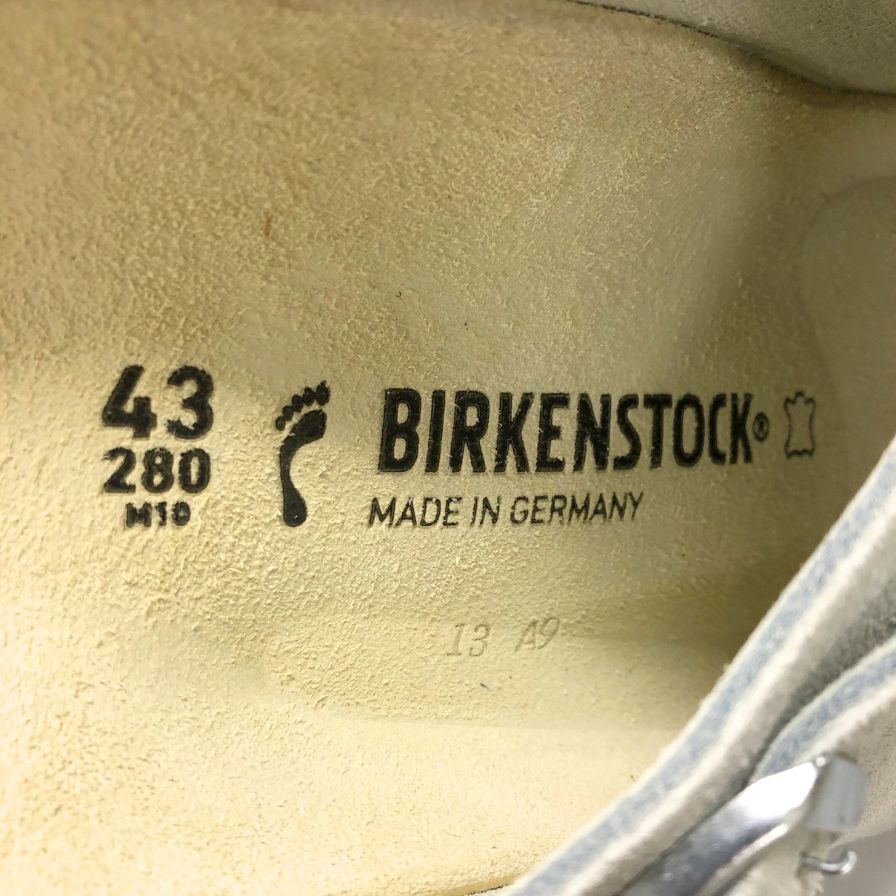 43
280
M10
BIRKENSTOCK®
MADE IN GERMANY
13 A9